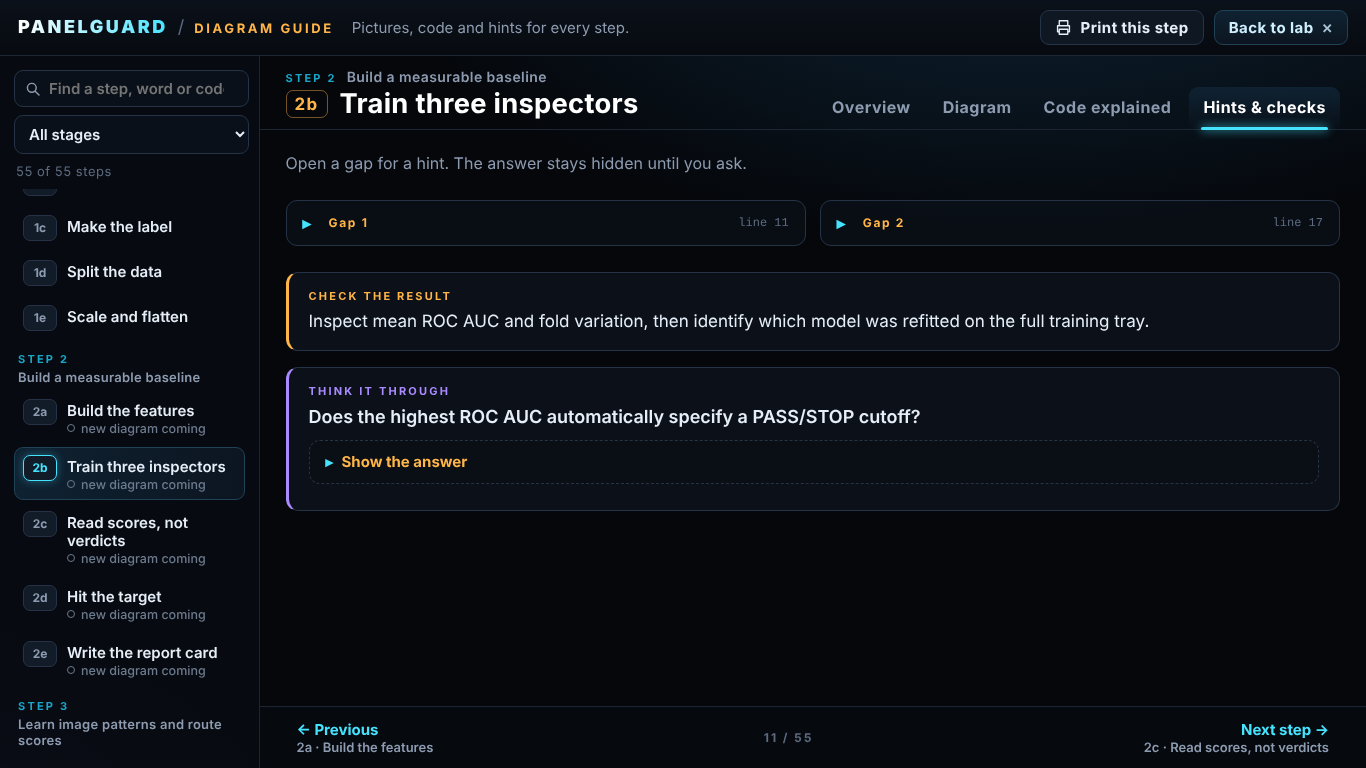 PANELGUARD / DIAGRAM GUIDE Pictures, code and hints for every step.
Print this step
Back to lab ×
Find a step, word or cod
All stages
55 of 55 steps
1c Make the label
1d Split the data
1e Scale and flatten
STEP 2
Build a measurable baseline
2a Build the features
new diagram coming
2b Train three inspectors
new diagram coming
2c Read scores, not
verdicts
new diagram coming
2d Hit the target
new diagram coming
2e Write the report card
new diagram coming
STEP 3
Learn image patterns and route
scores
STEP 2 Build a measurable baseline
2b Train three inspectors
Overview
Diagram
Code explained
Hints & checks
Open a gap for a hint. The answer stays hidden until you ask.
▶ Gap 1 line 11
▶ Gap 2 line 17
CHECK THE RESULT
Inspect mean ROC AUC and fold variation, then identify which model was refitted on the full training tray.
THINK IT THROUGH
Does the highest ROC AUC automatically specify a PASS/STOP cutoff?
▶ Show the answer
← Previous
2a · Build the features
11 / 55
Next step →
2c · Read scores, not verdicts